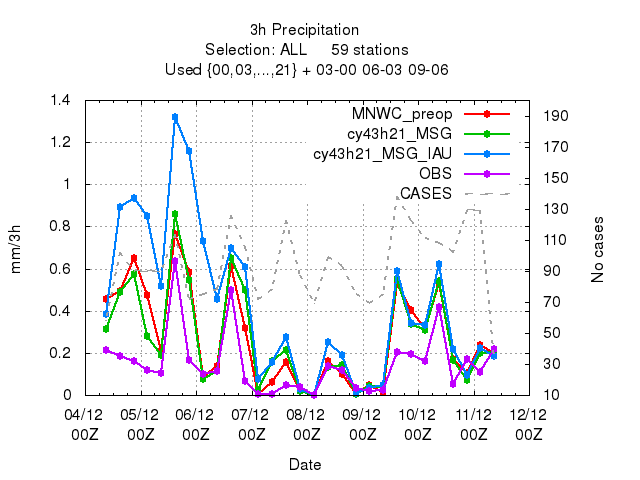 3h Precipitation
Selection: ALL     59 stations
Used {00,03,...,21} + 03-00 06-03 09-06
1.4
1.2
1
0.8
0.6
0.4
0.2
0
mm/3h
MNWC_preop
cy43h21_MSG
cy43h21_MSG_IAU
OBS
CASES
190
170
150
130
110
90
70
50
30
10
No cases
04/12 05/12 06/12 07/12 08/12 09/12 10/12 11/12 12/12
00Z 00Z 00Z 00Z 00Z 00Z 00Z 00Z 00Z
Date